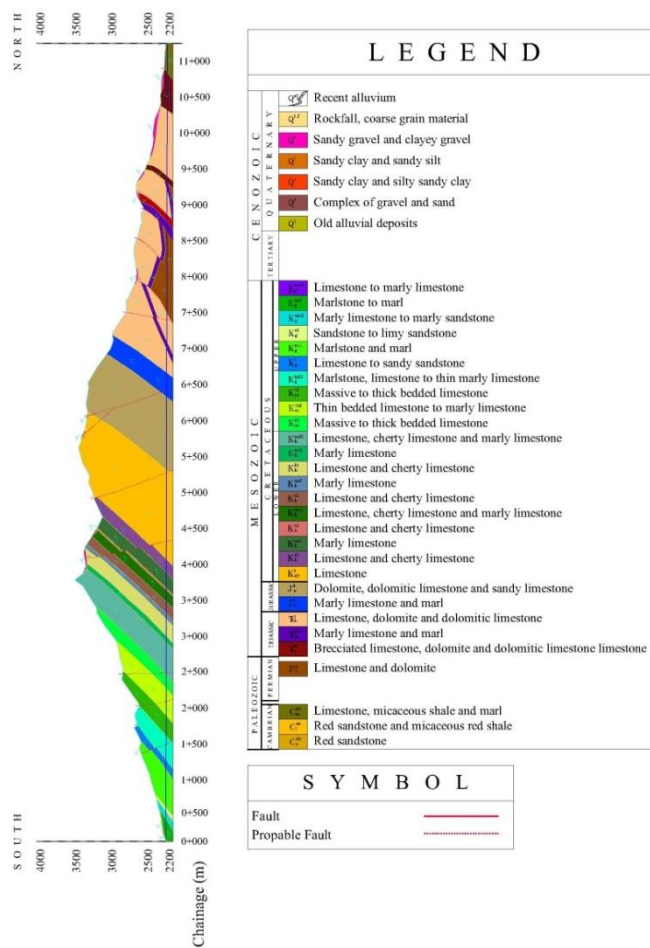 NORTH
4000
3500
3000
2500
2200
11+000
10+500
10+000
9+500
9+000
8+500
8+000
7+500
7+000
6+500
6+000
5+500
5+000
4+500
4+000
3+500
3+000
2+500
2+000
1+500
1+000
0+500
0+000
SOUTH
4000
3500
3000
2500
2200
Chainage (m)
LEGEND
CENOZOIC
QUATERNARY
Recent alluvium
Rockfall, coarse grain material
Sandy gravel and clayey gravel
Sandy clay and sandy silt
Sandy clay and silty sandy clay
Complex of gravel and sand
Old alluvial deposits
TERTIARY
MESOZOIC
CRETACEOUS
UPPER
Limestone to marly limestone
Marlstone to marl
Marly limestone to marly sandstone
Sandstone to limy sandstone
Marlstone and marl
Limestone to sandy sandstone
Marlstone, limestone to thin marly limestone
Massive to thick bedded limestone
Thin bedded limestone to marly limestone
Massive to thick bedded limestone
LOWER
Limestone, cherty limestone and marly limestone
Marly limestone
Limestone and cherty limestone
Marly limestone
Limestone and cherty limestone
Limestone, cherty limestone and marly limestone
Limestone and cherty limestone
Marly limestone
Limestone and cherty limestone
Limestone
JURASSIC
Dolomite, dolomitic limestone and sandy limestone
Marly limestone and marl
TRIASSIC
Limestone, dolomite and dolomitic limestone
Marly limestone and marl
Brecciated limestone, dolomite and dolomitic limestone limestone
PALEOZOIC
PERMIAN
Limestone and dolomite
CAMBRIAN
Limestone, micaceous shale and marl
Red sandstone and micaceous red shale
Red sandstone
SYMBOL
Fault
Propable Fault